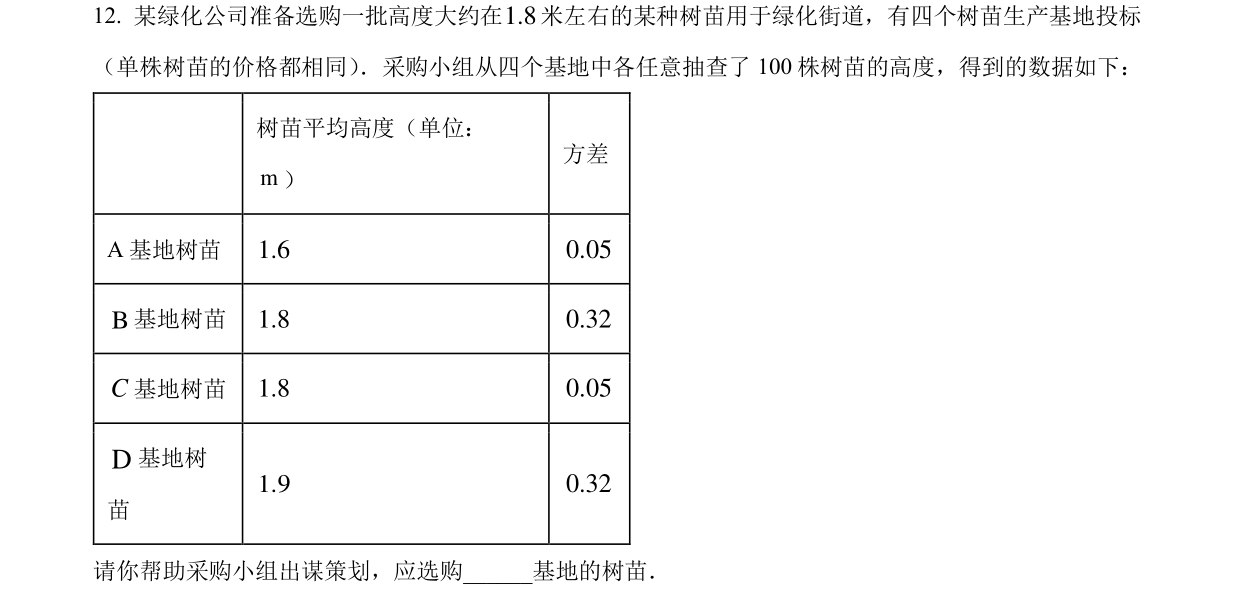 12. 某绿化公司准备选购一批高度大约在1.8米左右的某种树苗用于绿化街道，有四个树苗生产基地投标
（单株树苗的价格都相同）．采购小组从四个基地中各任意抽查了 100 株树苗的高度，得到的数据如下：
树苗平均高度（单位：
m ）
方差
A 基地树苗 1.6 0.05
B 基地树苗 1.8 0.32
C 基地树苗 1.8 0.05
D 基地树
苗
1.9 0.32
请你帮助采购小组出谋策划，应选购______基地的树苗．